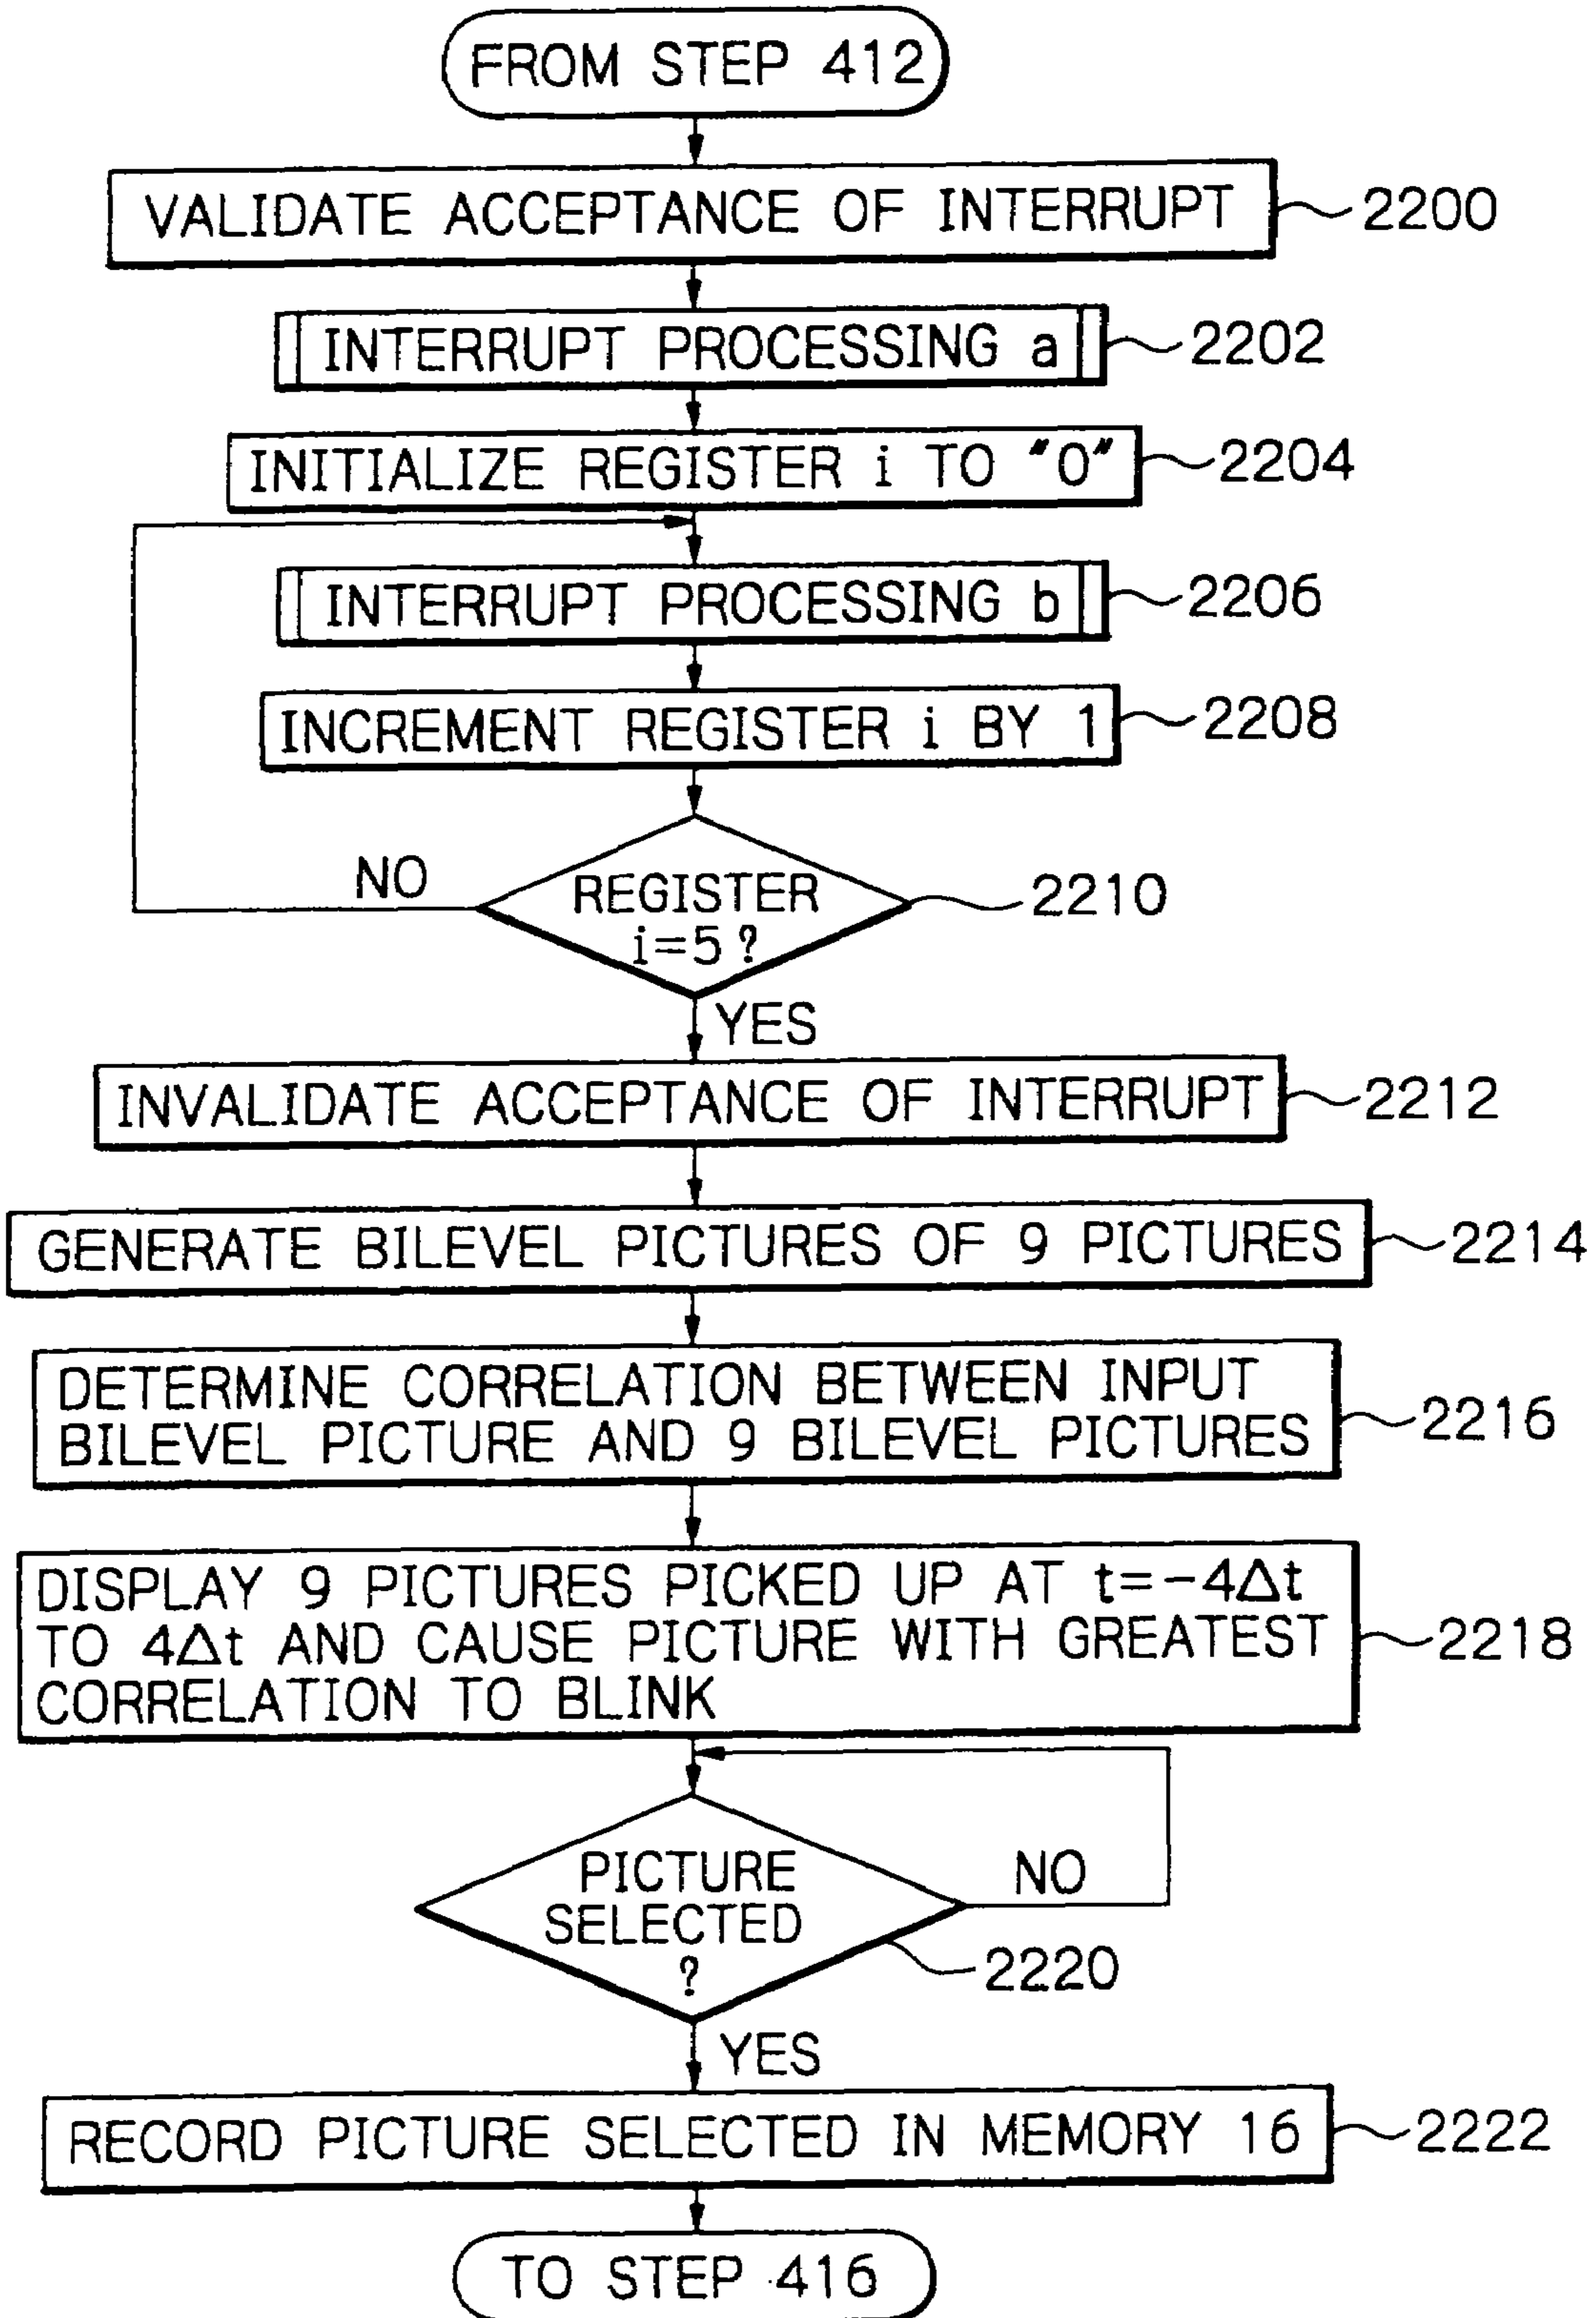 FROM STEP 412
VALIDATE ACCEPTANCE OF INTERRUPT
2200
INTERRUPT PROCESSING a
2202
INITIALIZE REGISTER i TO "0"
2204
INTERRUPT PROCESSING b
2206
INCREMENT REGISTER i BY 1
2208
NO
REGISTER
i=5?
2210
YES
INVALIDATE ACCEPTANCE OF INTERRUPT
2212
GENERATE BILEVEL PICTURES OF 9 PICTURES
2214
DETERMINE CORRELATION BETWEEN INPUT
BILEVEL PICTURE AND 9 BILEVEL PICTURES
2216
DISPLAY 9 PICTURES PICKED UP AT t=-4Δt
TO 4Δt AND CAUSE PICTURE WITH GREATEST
CORRELATION TO BLINK
2218
PICTURE
SELECTED
?
NO
2220
YES
RECORD PICTURE SELECTED IN MEMORY 16
2222
TO STEP 416